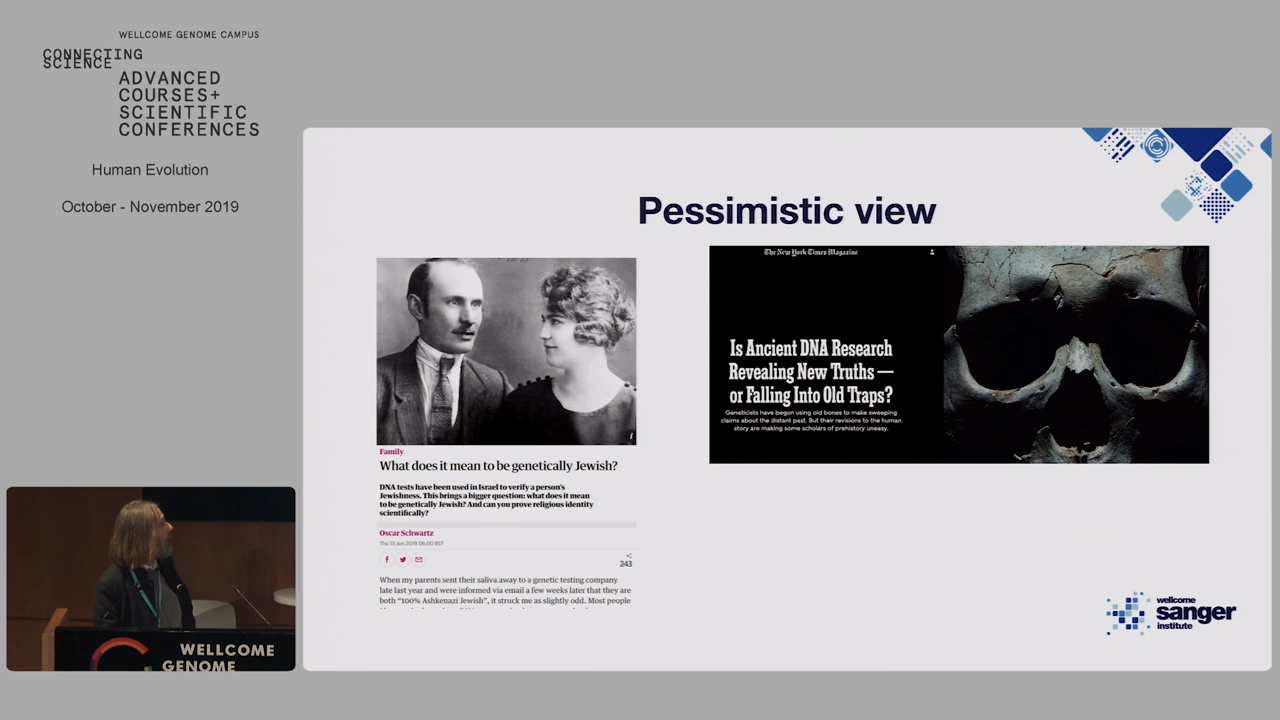 WELLCOME GENOME CAMPUS
CONNECTING
SCIENCE
ADVANCED
COURSES+
SCIENTIFIC
CONFERENCES
Human Evolution
October - November 2019
Pessimistic view
i
Family
What does it mean to be genetically Jewish?
DNA tests have been used in Israel to verify a person's
Jewishness. This brings a bigger question: what does it mean
to be genetically Jewish? And can you prove religious identity
scientifically?
Oscar Schwartz
Thu 13 Jun 2019 06.00 BST
243
When my parents sent their saliva away to a genetic testing company
late last year and were informed via email a few weeks later that they are
both “100% Ashkenazi Jewish”, it struck me as slightly odd. Most people
The New York Times Magazine
Is Ancient DNA Research
Revealing New Truths —
or Falling Into Old Traps?
Geneticists have begun using old bones to make sweeping
claims about the distant past. But their revisions to the human
story are making some scholars of prehistory uneasy.
wellcome
sanger
institute
WELLCOME
GENOME